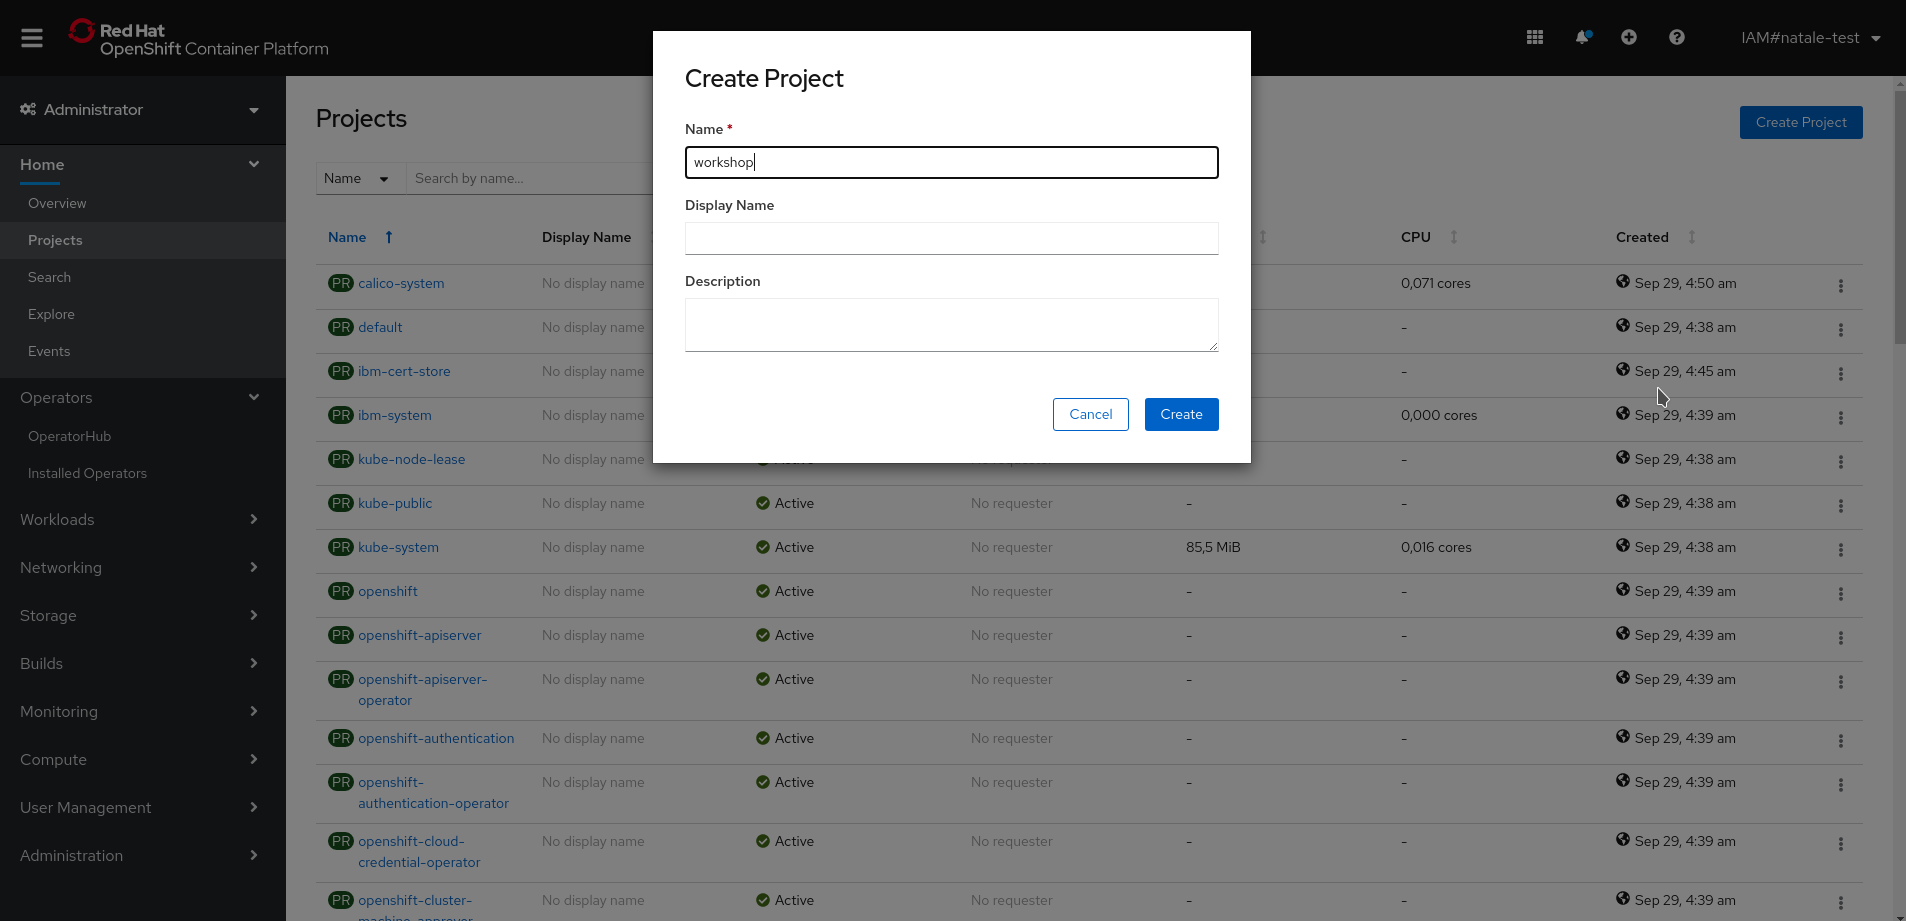 Red Hat
OpenShift Container Platform
IAM#natale-test
Administrator
Home
Overview
Projects
Search
Explore
Events
Operators
OperatorHub
Installed Operators
Workloads
Networking
Storage
Builds
Monitoring
Compute
User Management
Administration
Projects
Create Project
Name
Search by name...
Create Project
Name *
workshop
Display Name
Description
Cancel
Create
Name Display Name CPU Created
PR calico-system No display name 0,071 cores Sep 29, 4:50 am
PR default No display name - Sep 29, 4:38 am
PR ibm-cert-store No display name - Sep 29, 4:45 am
PR ibm-system No display name 0,000 cores Sep 29, 4:39 am
PR kube-node-lease No display name Active No requester - Sep 29, 4:38 am
PR kube-public No display name Active No requester - - Sep 29, 4:38 am
PR kube-system No display name Active No requester 85,5 MiB 0,016 cores Sep 29, 4:38 am
PR openshift No display name Active No requester - - Sep 29, 4:39 am
PR openshift-apiserver No display name Active No requester - - Sep 29, 4:39 am
PR openshift-apiserver- No display name Active No requester - - Sep 29, 4:39 am
operator
PR openshift-authentication No display name Active No requester - - Sep 29, 4:39 am
PR openshift- No display name Active No requester - - Sep 29, 4:39 am
authentication-operator
PR openshift-cloud- No display name Active No requester - - Sep 29, 4:39 am
credential-operator
PR openshift-cluster- No display name Active No requester - - Sep 29, 4:39 am
machine-approver